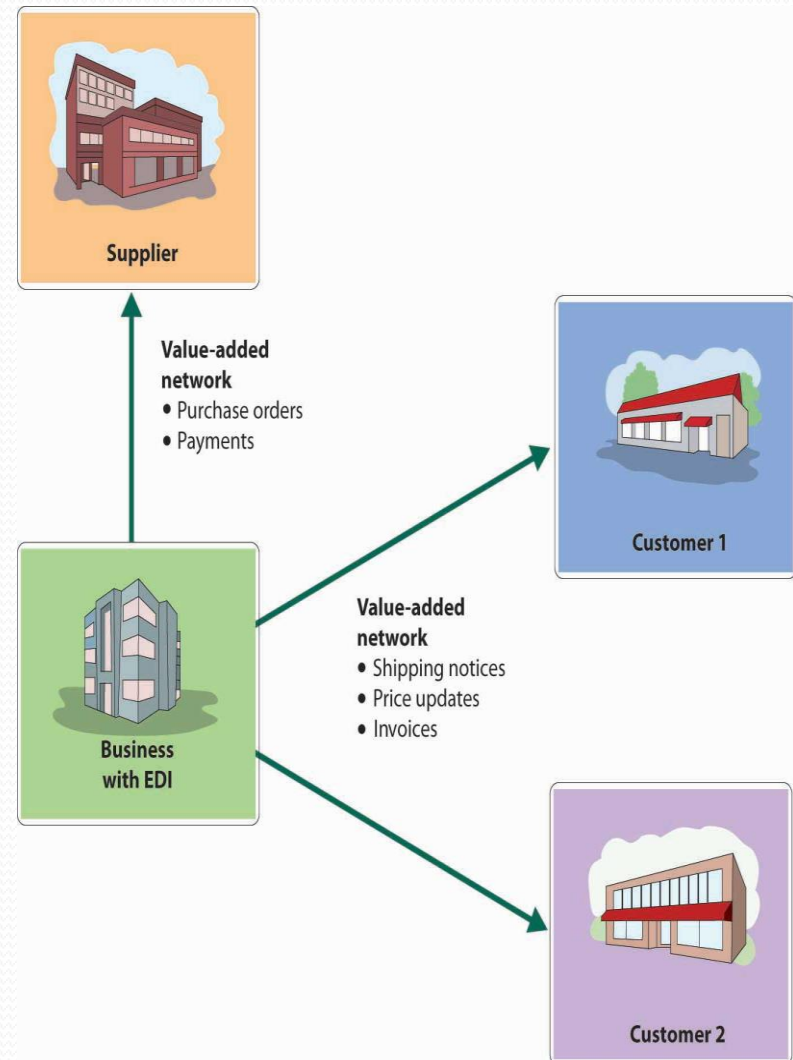 Supplier
Value-added
network
• Purchase orders
• Payments
Customer 1
Value-added
network
• Shipping notices
• Price updates
• Invoices
Business
with EDI
Customer 2